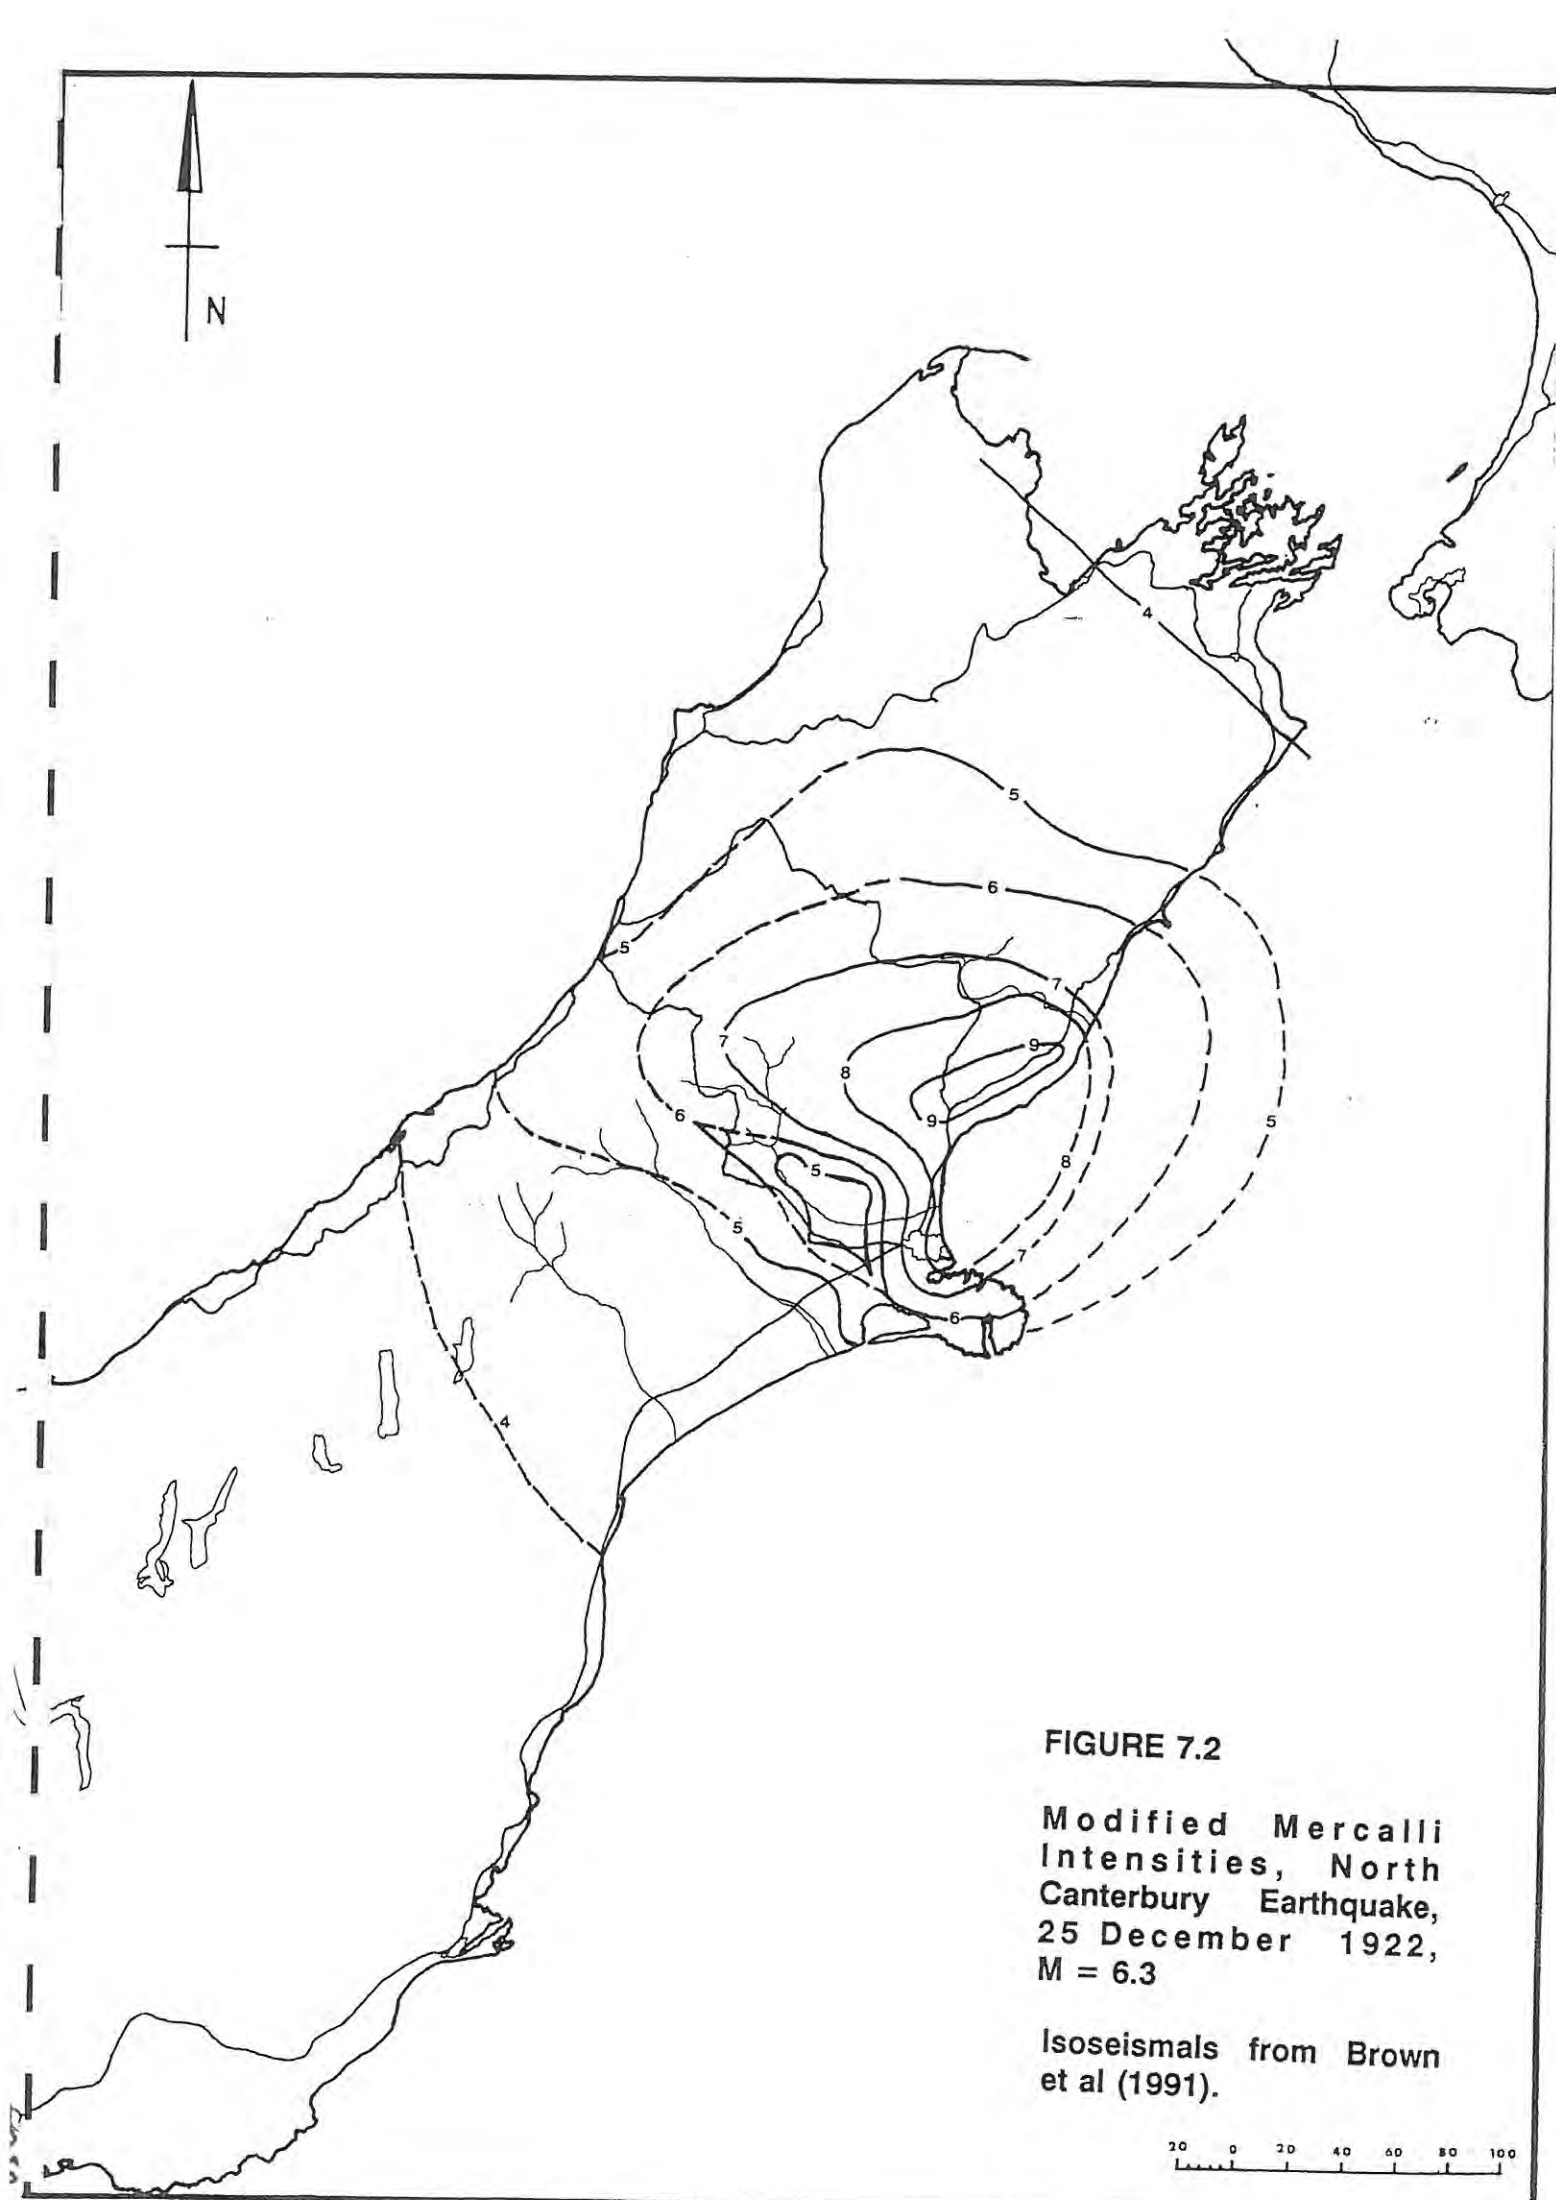 N
4
5
6
5
7
7
9
8
9
6
5
5
8
5
7
6
4
FIGURE 7.2
Modified Mercalli
Intensities, North
Canterbury Earthquake,
25 December 1922,
M = 6.3
Isoseismals from Brown
et al (1991).
20 0 20 40 60 80 100